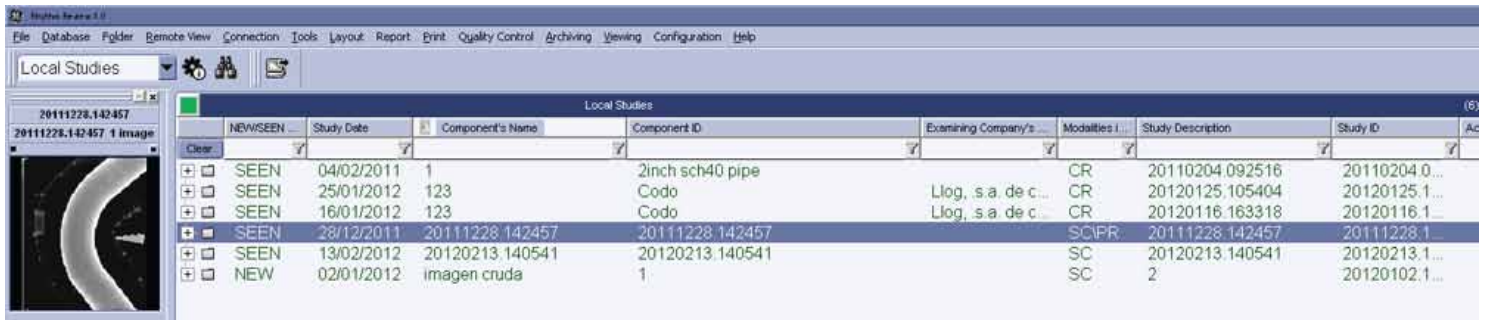 Rhythm Review 5.0
File Database Folder Remote View Connection Tools Layout Report Print Quality Control Archiving Viewing Configuration Help
Local Studies
20111228.142457
20111228.142457 1 image
Local Studies (6)
NEW/SEEN ... Study Date Component's Name Component ID Examining Company's ... Modalities i... Study Description Study ID Ac
Clear
SEEN 04/02/2011 1 2inch sch40 pipe CR 20110204.092516 20110204.0...
SEEN 25/01/2012 123 Codo Llog, s.a. de c... CR 20120125.105404 20120125.1...
SEEN 16/01/2012 123 Codo Llog, s.a. de c... CR 20120116.163318 20120116.1...
SEEN 28/12/2011 20111228.142457 20111228.142457 SC\PR 20111228.142457 20111228.1...
SEEN 13/02/2012 20120213.140541 20120213.140541 SC 20120213.140541 20120213.1...
NEW 02/01/2012 imagen cruda 1 SC 2 20120102.1...